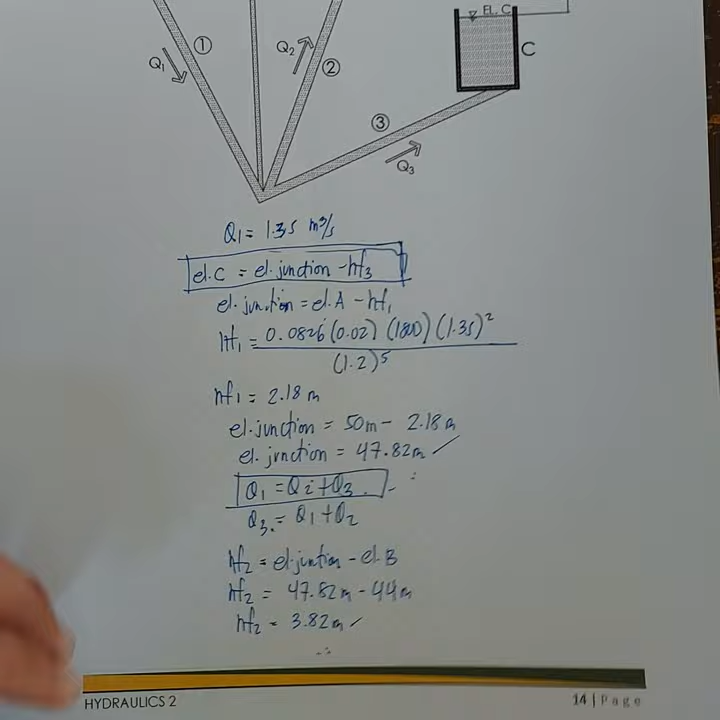 EL. C
C
1
Q1
Q2
2
3
Q3
Q1 = 1.35 m³/s
el.C = el.junction - hf3
el.junction = el.A - hf1
Hf1 = 0.0826 (0.02) (1800) (1.35)²
(1.2)⁵
hf1 = 2.18 m
el.junction = 50m - 2.18 m
el.junction = 47.82m ✓
Q1 = Q2 + Q3
Q3 = Q1 + Q2
hf2 = el.juntion - el.B
hf2 = 47.82m - 44m
hf2 = 3.82m ✓
HYDRAULICS 2
14 | Page